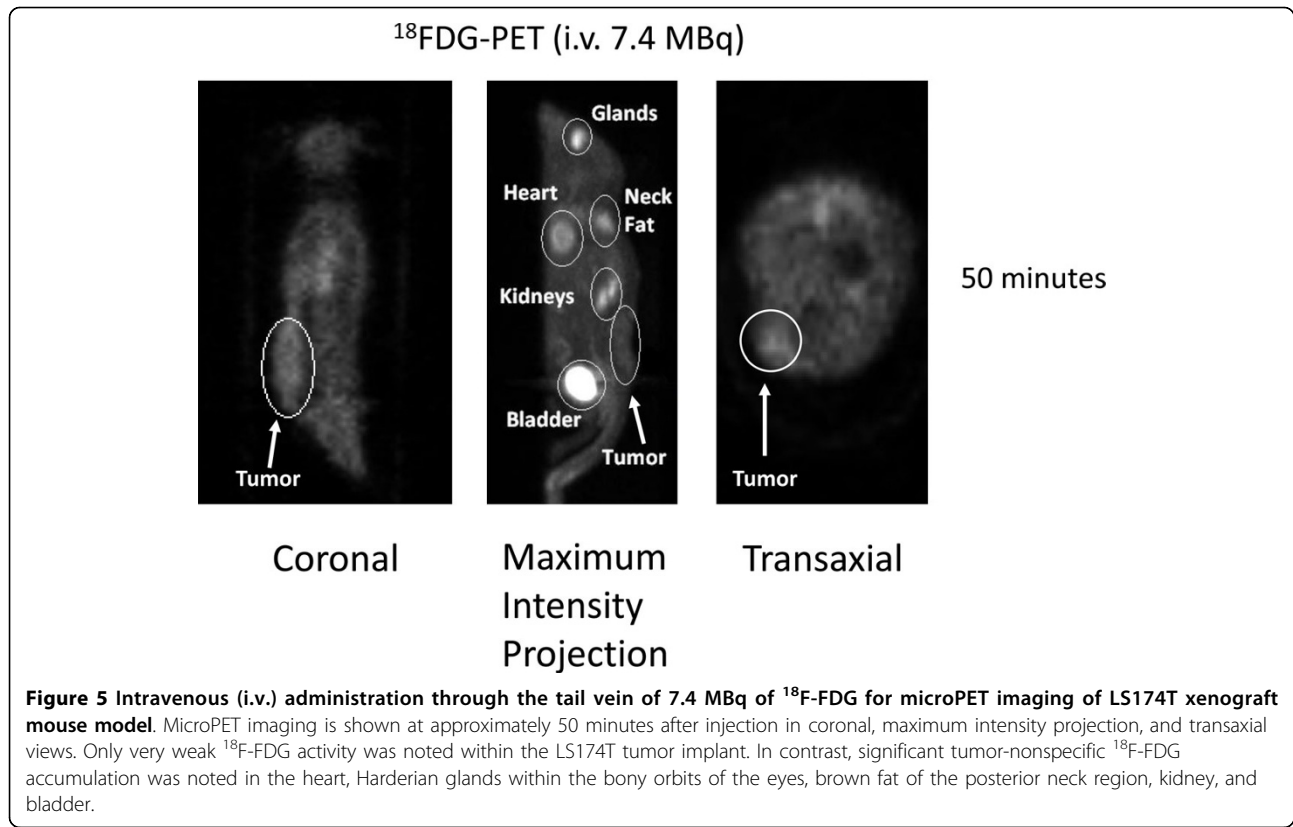 ¹⁸FDG-PET (i.v. 7.4 MBq)
Glands
Heart
Neck
Fat
Kidneys
Bladder
Tumor
Tumor
Tumor
50 minutes
Coronal
Maximum
Intensity
Projection
Transaxial
Figure 5 Intravenous (i.v.) administration through the tail vein of 7.4 MBq of ¹⁸F-FDG for microPET imaging of LS174T xenograft
mouse model. MicroPET imaging is shown at approximately 50 minutes after injection in coronal, maximum intensity projection, and transaxial
views. Only very weak ¹⁸F-FDG activity was noted within the LS174T tumor implant. In contrast, significant tumor-nonspecific ¹⁸F-FDG
accumulation was noted in the heart, Harderian glands within the bony orbits of the eyes, brown fat of the posterior neck region, kidney, and
bladder.